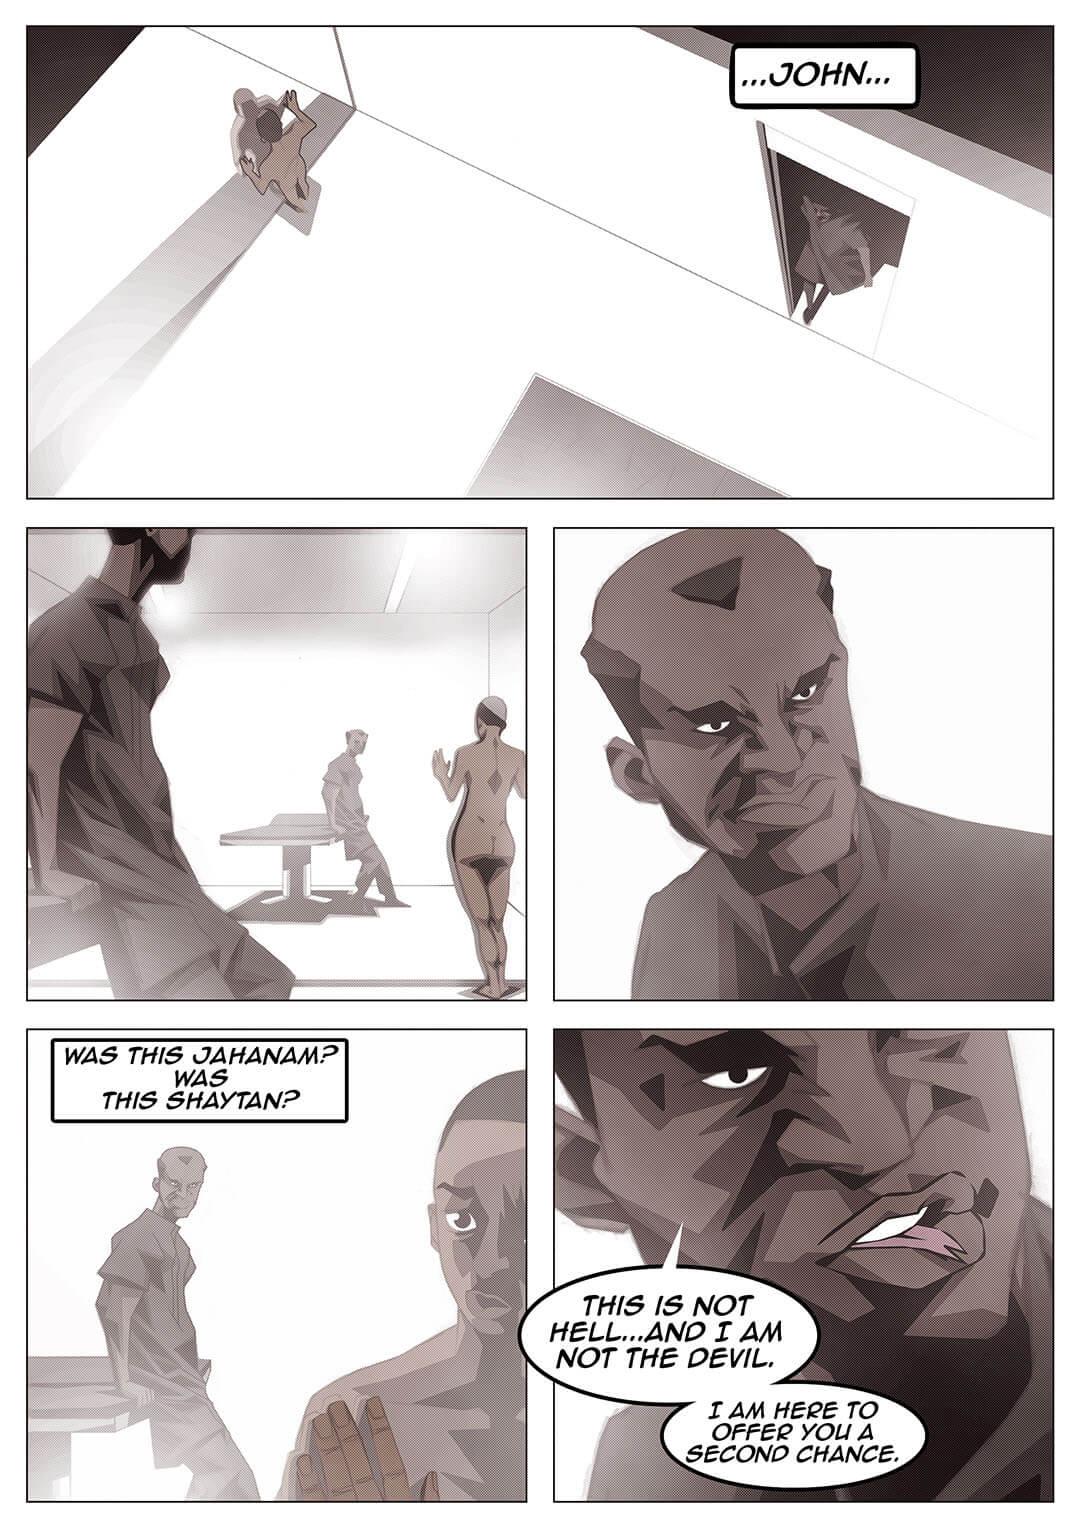 ...JOHN...
WAS THIS JAHANAM?
WAS
THIS SHAYTAN?
THIS IS NOT
HELL...AND I AM
NOT THE DEVIL.
I AM HERE TO
OFFER YOU A
SECOND CHANCE.